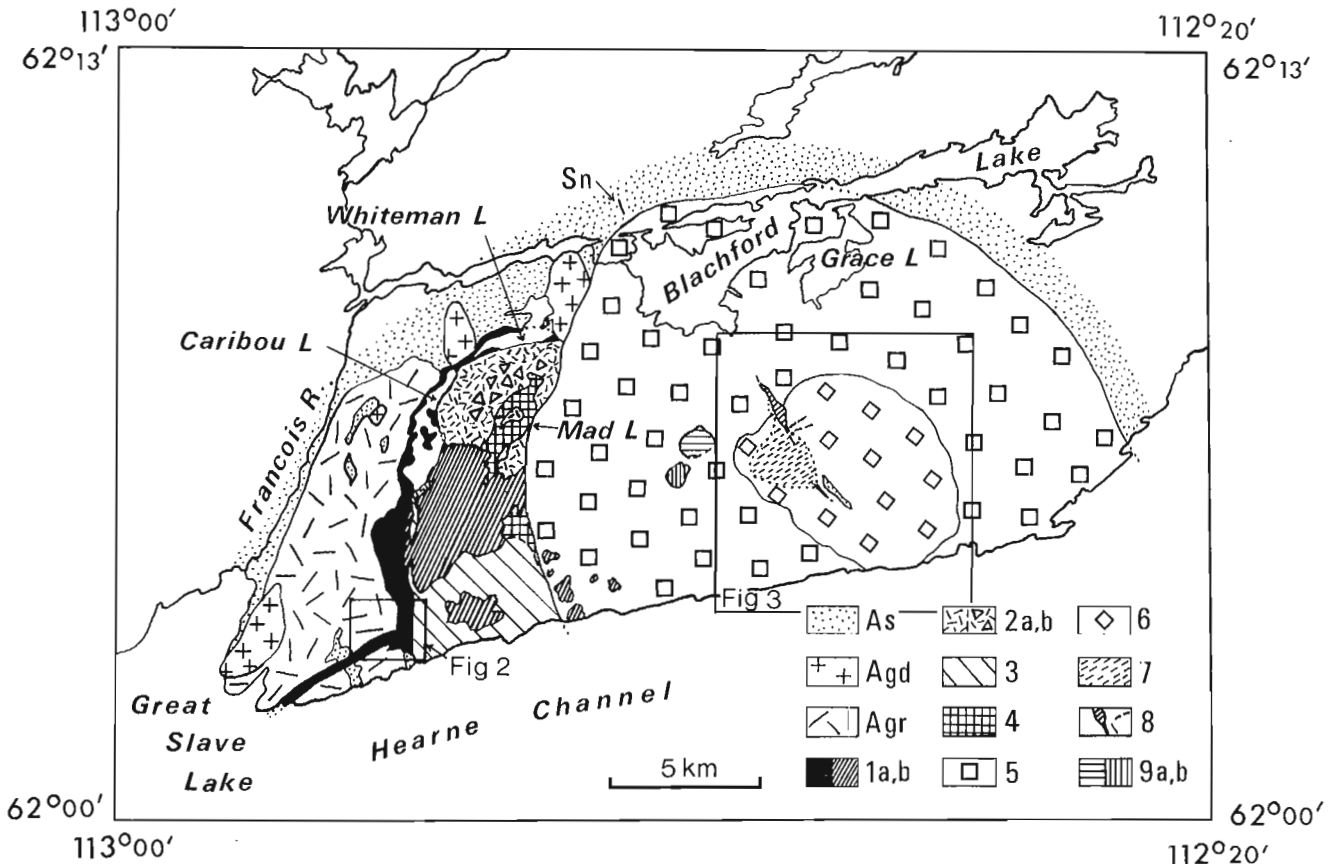 113°00′
112°20′
62°13′
62°13′
Lake
Sn
Whiteman L
Blachford
Grace L
Caribou L
Mad L
Francois R.
Fig 3
Fig 2
As
2a,b
6
Agd
3
7
Agr
4
8
1a,b
5
9a,b
Great
Slave
Lake
Hearne Channel
5 km
62°00′
62°00′
113°00′
112°20′